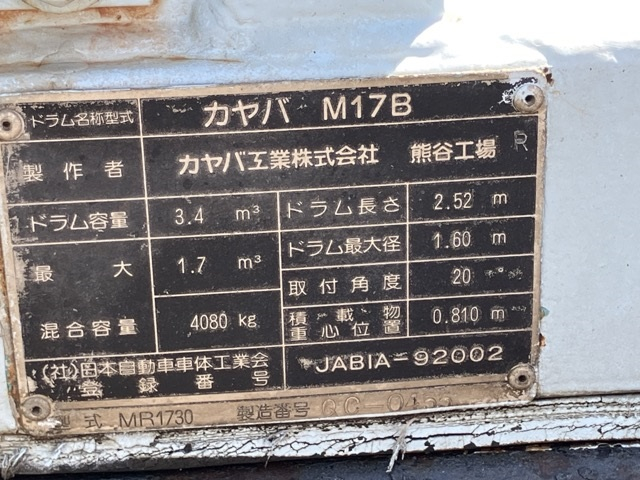 ドラム名称型式 カヤバ M17B
製作者 カヤバ工業株式会社 熊谷工場 R
ドラム容量 3.4 m³ ドラム長さ 2.52 m
ドラム最大径 1.60 m
最大 1.7 m³
取付角度 20
混合容量 4080 kg
積載物重心位置 0.810 m
(社)日本自動車車体工業会
登録番号 JABIA-92002
型式 MR1730 製造番号